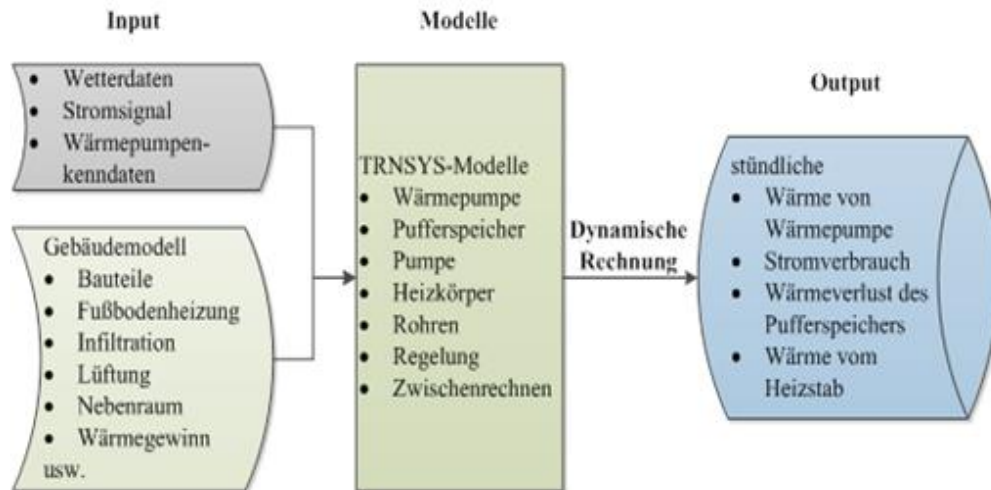 Input
• Wetterdaten
• Stromsignal
• Wärmepumpen-
kenndaten
Gebäudemodell
• Bauteile
• Fußbodenheizung
• Infiltration
• Lüftung
• Nebenraum
• Wärmegewinn
usw.
Modelle
TRNSYS-Modelle
• Wärmepumpe
• Pufferspeicher
• Pumpe
• Heizkörper
• Rohren
• Regelung
• Zwischenrechnen
Dynamische
Rechnung
Output
stündliche
• Wärme von
Wärmepumpe
• Stromverbrauch
• Wärmeverlust des
Pufferspeichers
• Wärme vom
Heizstab